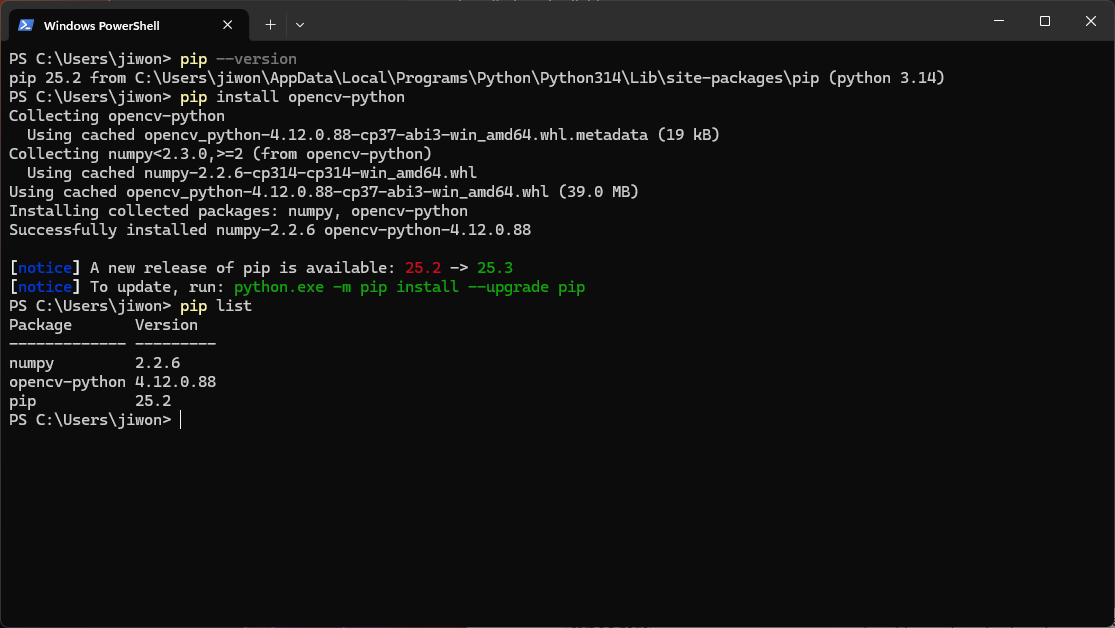 Windows PowerShell
PS C:\Users\jiwon> pip --version
pip 25.2 from C:\Users\jiwon\AppData\Local\Programs\Python\Python314\Lib\site-packages\pip (python 3.14)
PS C:\Users\jiwon> pip install opencv-python
Collecting opencv-python
  Using cached opencv_python-4.12.0.88-cp37-abi3-win_amd64.whl.metadata (19 kB)
Collecting numpy<2.3.0,>=2 (from opencv-python)
  Using cached numpy-2.2.6-cp314-cp314-win_amd64.whl
Using cached opencv_python-4.12.0.88-cp37-abi3-win_amd64.whl (39.0 MB)
Installing collected packages: numpy, opencv-python
Successfully installed numpy-2.2.6 opencv-python-4.12.0.88
[notice] A new release of pip is available: 25.2 -> 25.3
[notice] To update, run: python.exe -m pip install --upgrade pip
PS C:\Users\jiwon> pip list
Package       Version
------------- ---------
numpy         2.2.6
opencv-python 4.12.0.88
pip           25.2
PS C:\Users\jiwon>